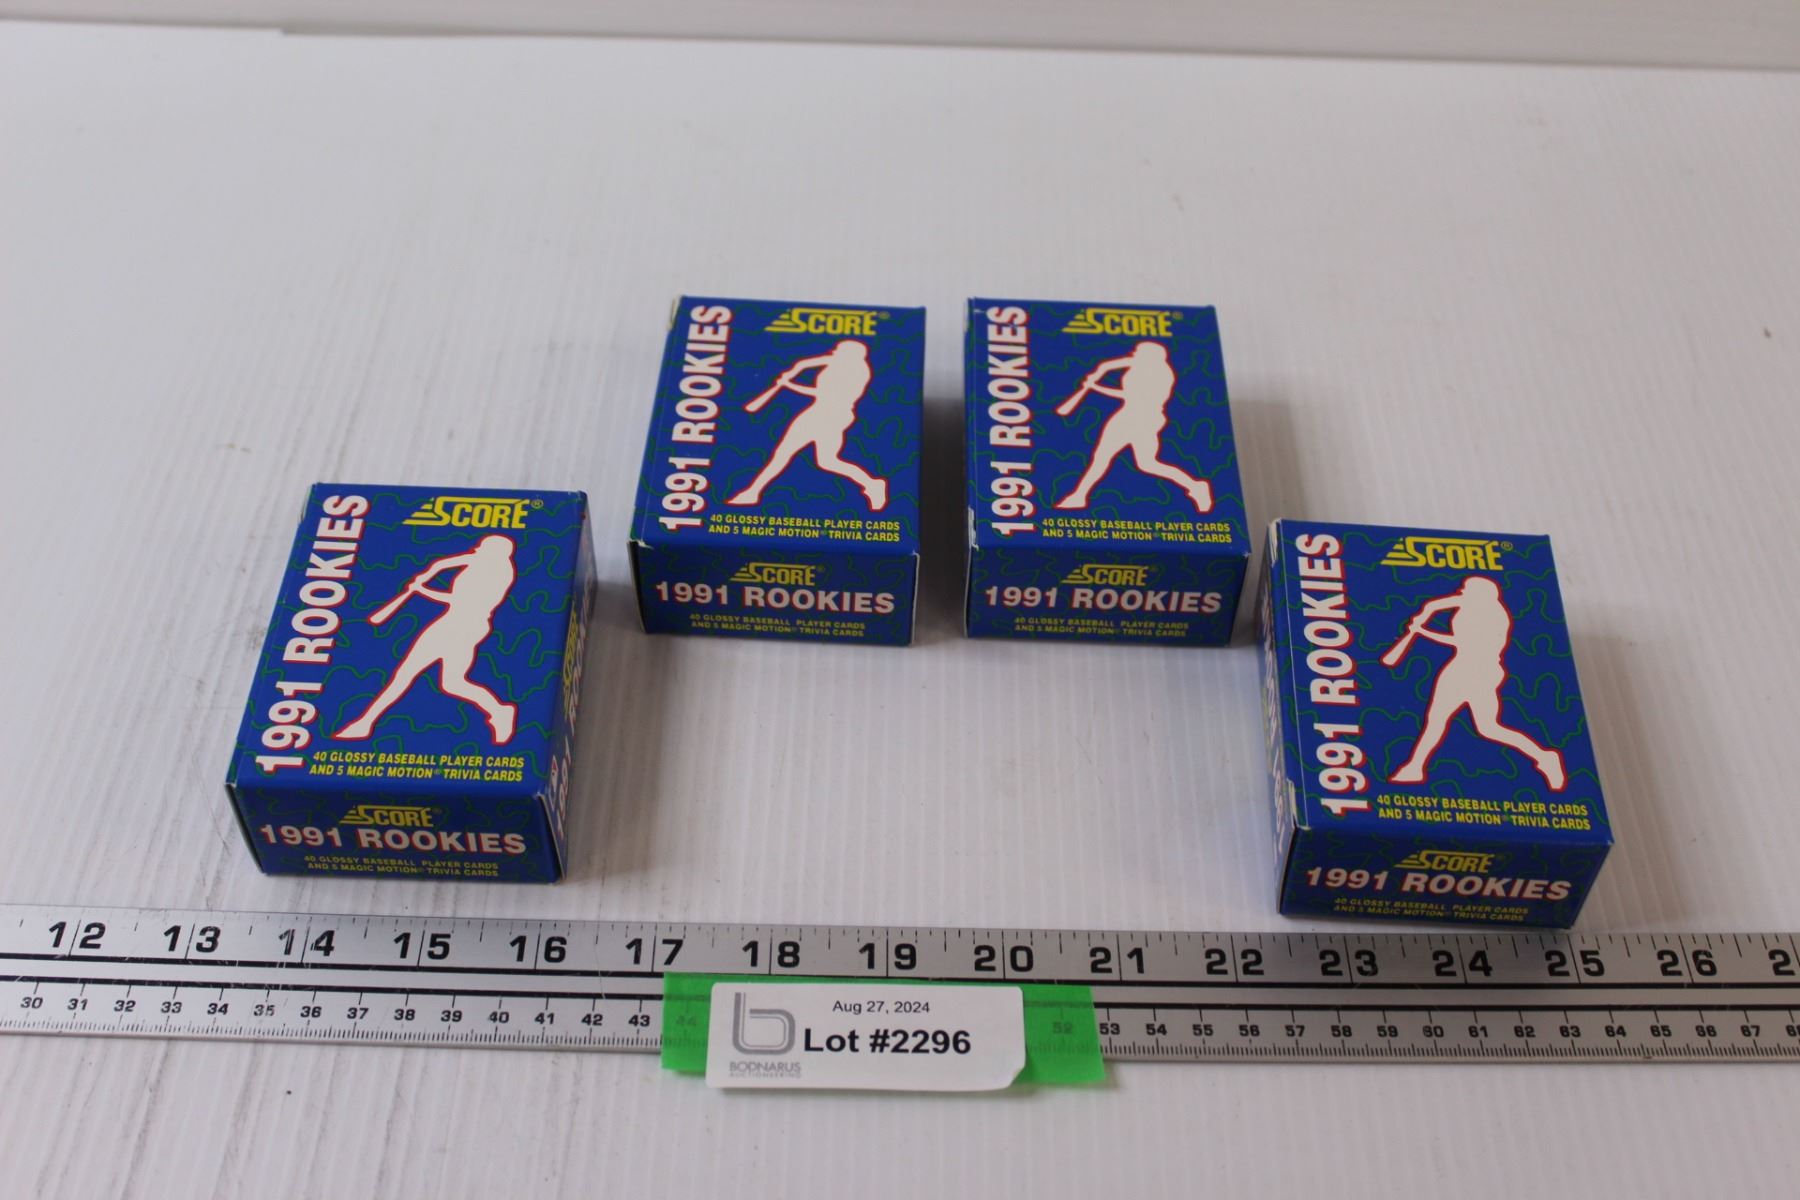 1991 ROOKIES
SCORE®
40 GLOSSY BASEBALL PLAYER CARDS
AND 5 MAGIC MOTION® TRIVIA CARDS
SCORE®
1991 ROOKIES
40 GLOSSY BASEBALL PLAYER CARDS
AND 5 MAGIC MOTION® TRIVIA CARDS
1991 ROOKIES
SCORE®
40 GLOSSY BASEBALL PLAYER CARDS
AND 5 MAGIC MOTION® TRIVIA CARDS
SCORE®
1991 ROOKIES
40 GLOSSY BASEBALL PLAYER CARDS
AND 5 MAGIC MOTION® TRIVIA CARDS
1991 ROOKIES
SCORE®
40 GLOSSY BASEBALL PLAYER CARDS
AND 5 MAGIC MOTION® TRIVIA CARDS
SCORE®
1991 ROOKIES
40 GLOSSY BASEBALL PLAYER CARDS
AND 5 MAGIC MOTION® TRIVIA CARDS
1991 ROOKIES
SCORE®
40 GLOSSY BASEBALL PLAYER CARDS
AND 5 MAGIC MOTION® TRIVIA CARDS
SCORE®
1991 ROOKIES
40 GLOSSY BASEBALL PLAYER CARDS
AND 5 MAGIC MOTION® TRIVIA CARDS
12 13 14 15 16 17 18 19 20 21 22 23 24 25 26
30 31 32 33 34 35 36 37 38 39 40 41 42 43 44 52 53 54 55 56 57 58 59 60 61 62 63 64 65 66 67
Aug 27, 2024
Lot #2296
BODNARUS
AUCTIONEERING